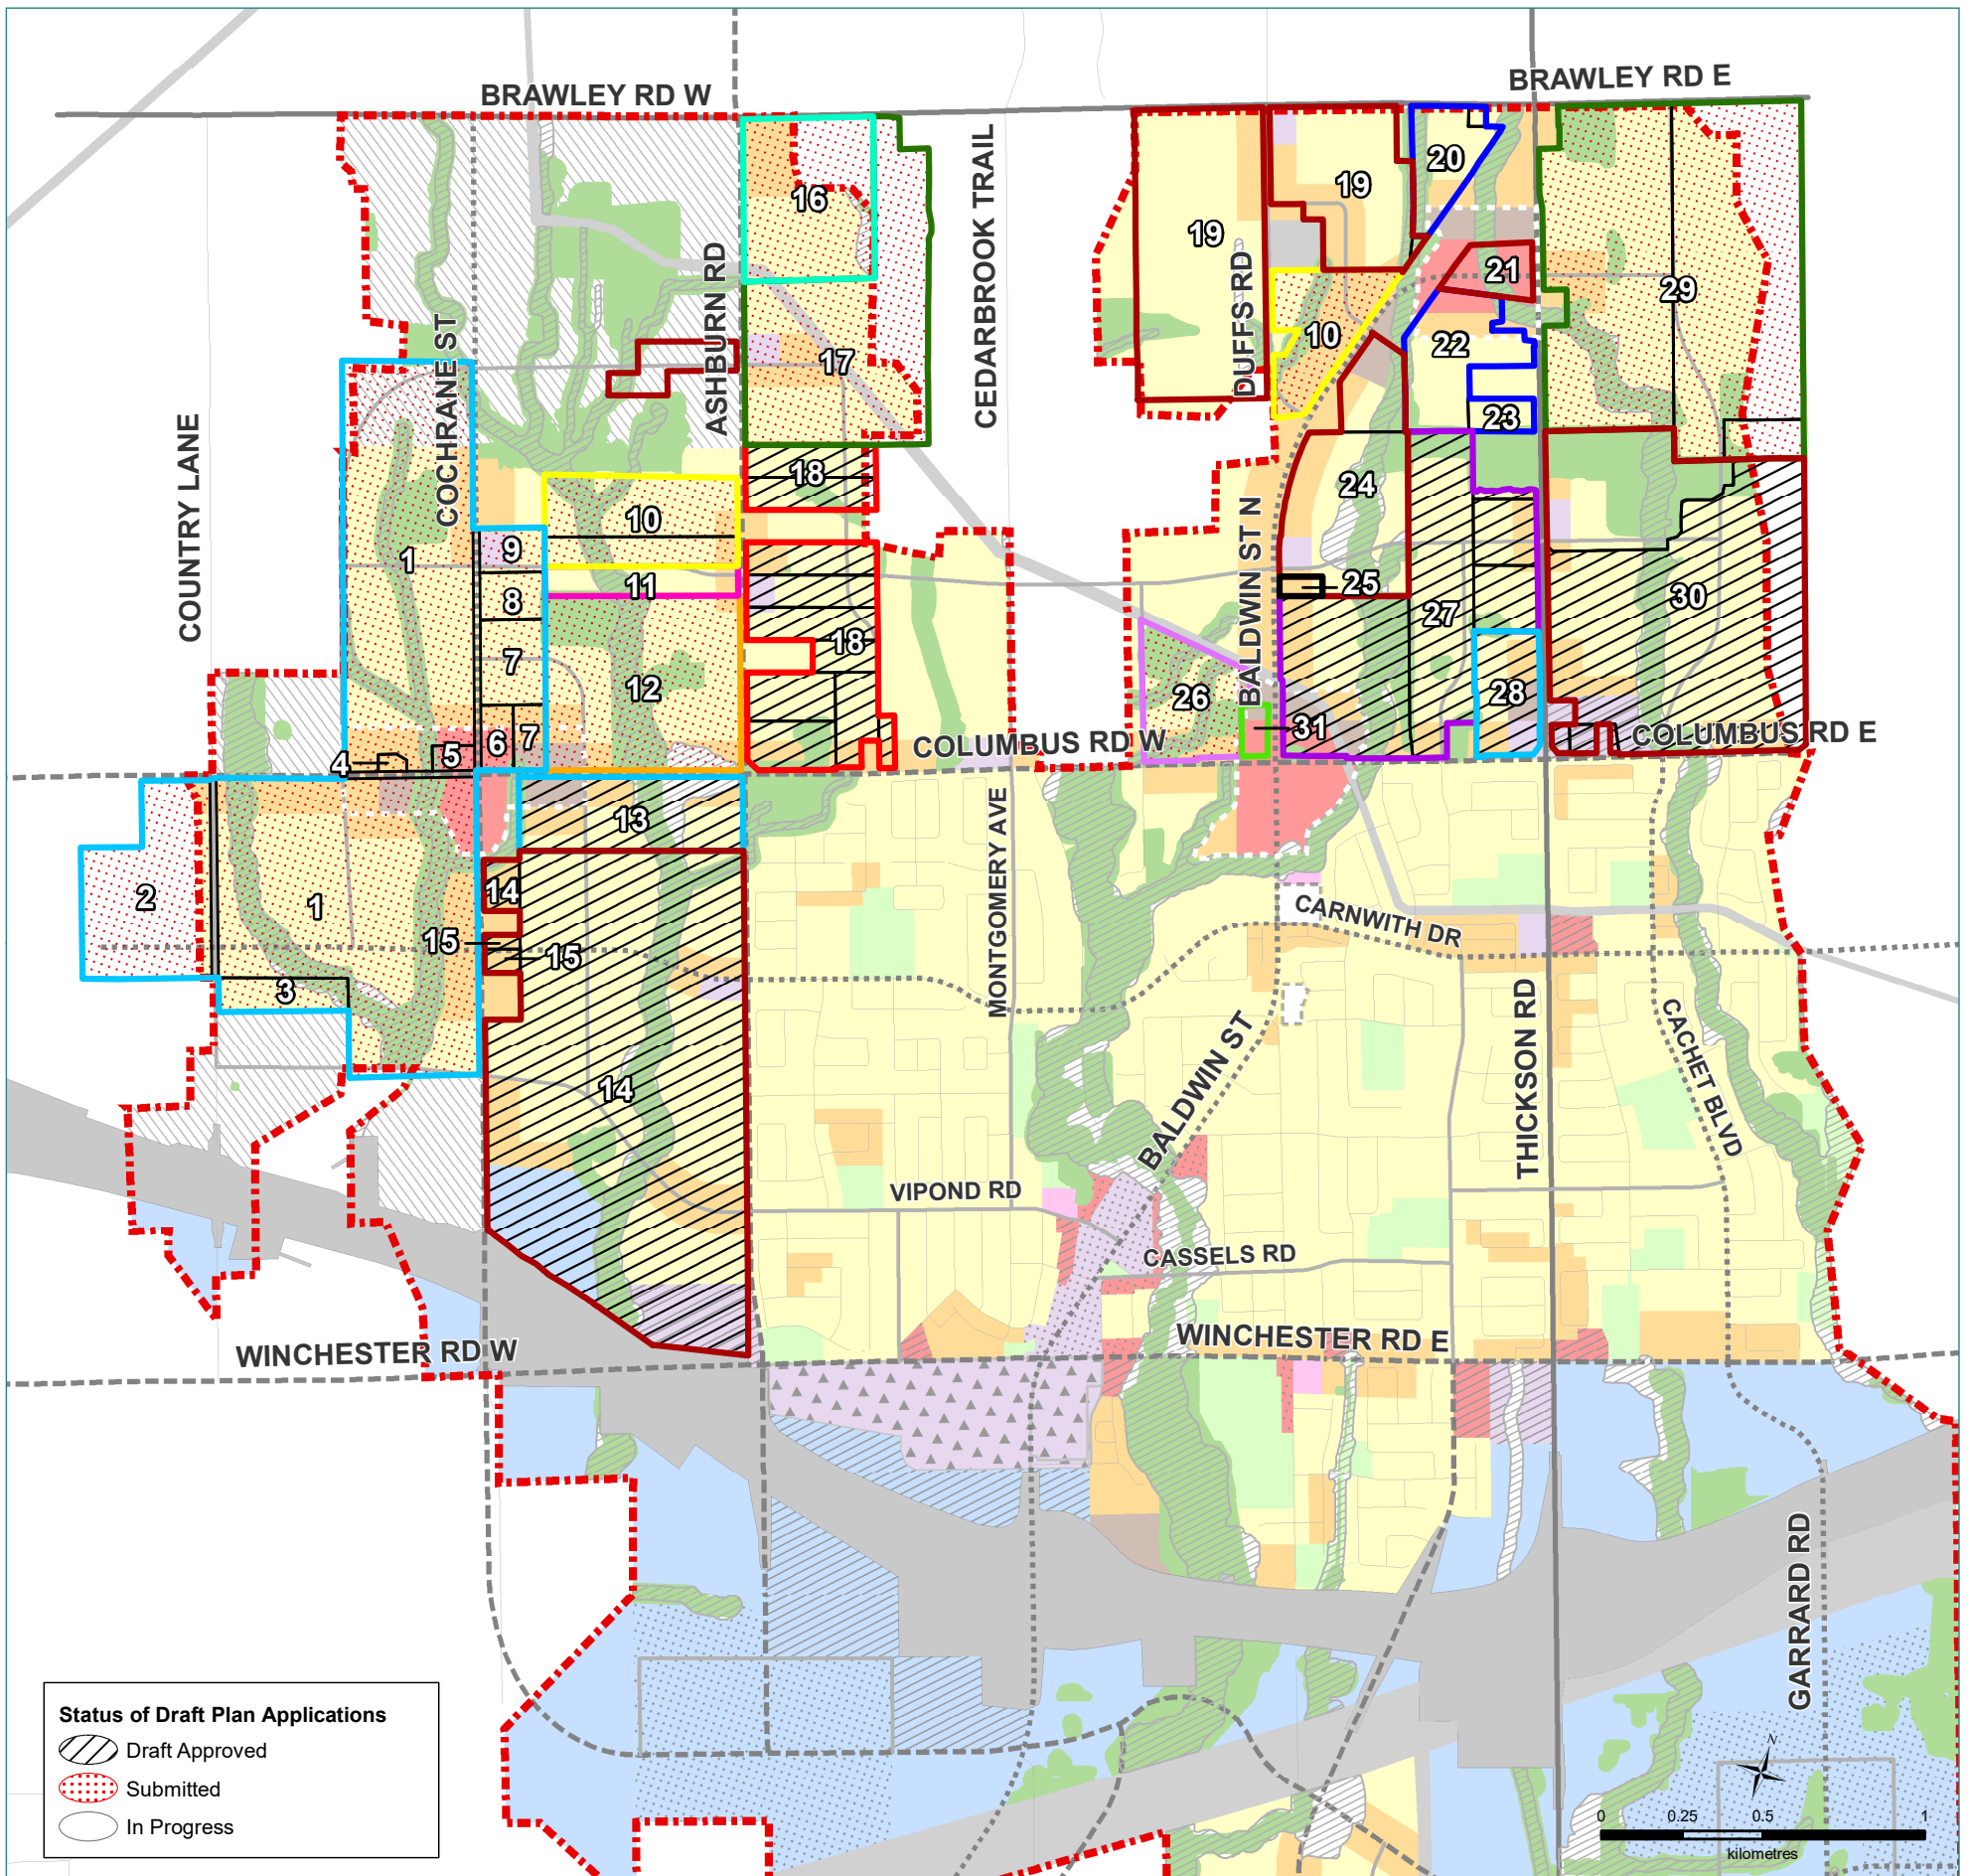 BRAWLEY RD W
BRAWLEY RD E
CEDARBROOK TRAIL
20
19
16
19
21
ASHBURN RD
DUFFS RD
29
10
22
17
COCHRANE ST
23
COUNTRY LANE
18
24
10
BALDWIN ST N
9
1
11
25
8
30
27
18
7
12
26
28
6
7
31
5
4
COLUMBUS RD W
COLUMBUS RD E
13
MONTGOMERY AVE
14
2
1
CARNWITH DR
15
15
3
THICKSON RD
CACHET BLVD
BALDWIN ST
14
VIPOND RD
CASSELS RD
WINCHESTER RD E
WINCHESTER RD W
GARRARD RD
Status of Draft Plan Applications
Draft Approved
Submitted
In Progress
N
0 0.25 0.5 1
kilometres